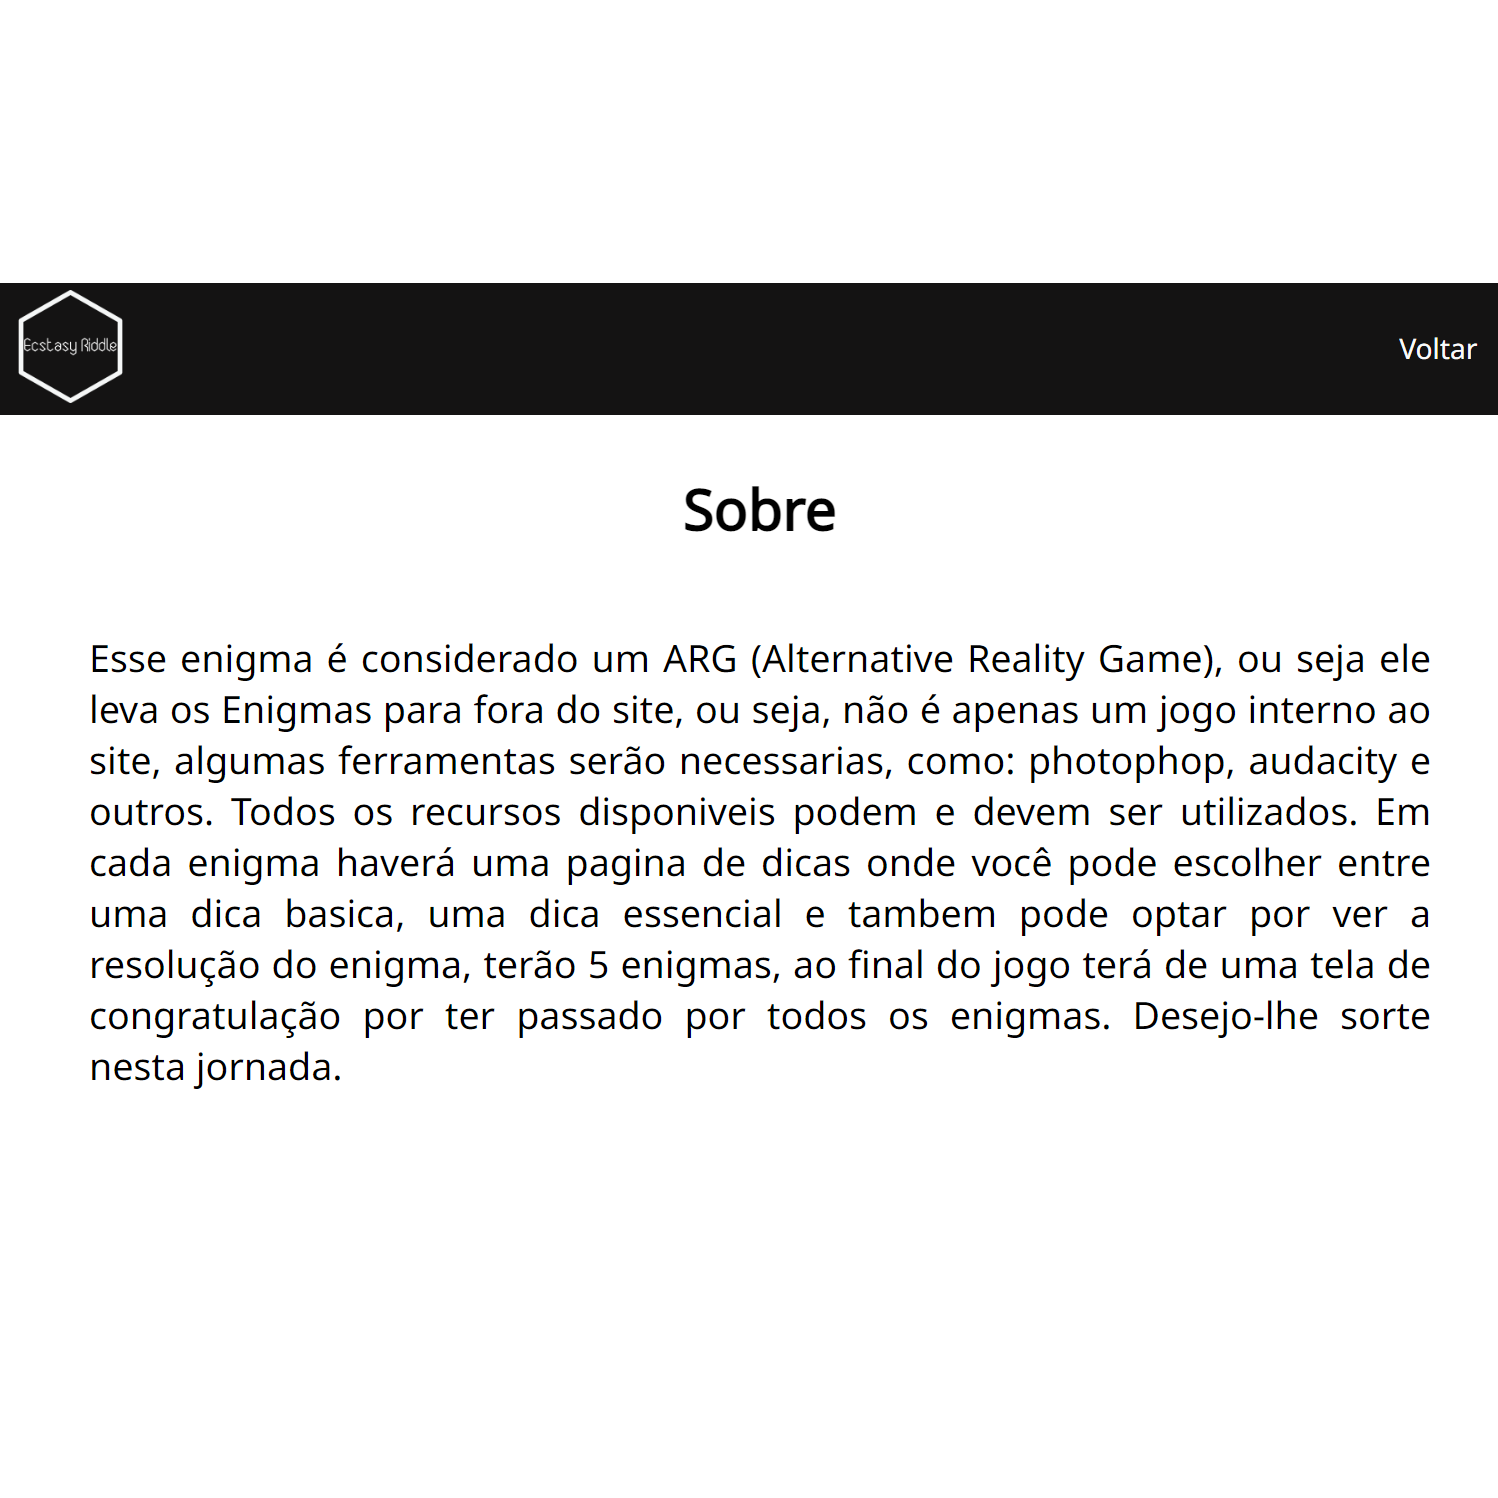 Ecstasy Riddle
Voltar
Sobre
Esse enigma é considerado um ARG (Alternative Reality Game), ou seja ele
leva os Enigmas para fora do site, ou seja, não é apenas um jogo interno ao
site, algumas ferramentas serão necessarias, como: photophop, audacity e
outros. Todos os recursos disponiveis podem e devem ser utilizados. Em
cada enigma haverá uma pagina de dicas onde você pode escolher entre
uma dica basica, uma dica essencial e tambem pode optar por ver a
resolução do enigma, terão 5 enigmas, ao final do jogo terá de uma tela de
congratulação por ter passado por todos os enigmas. Desejo-lhe sorte
nesta jornada.